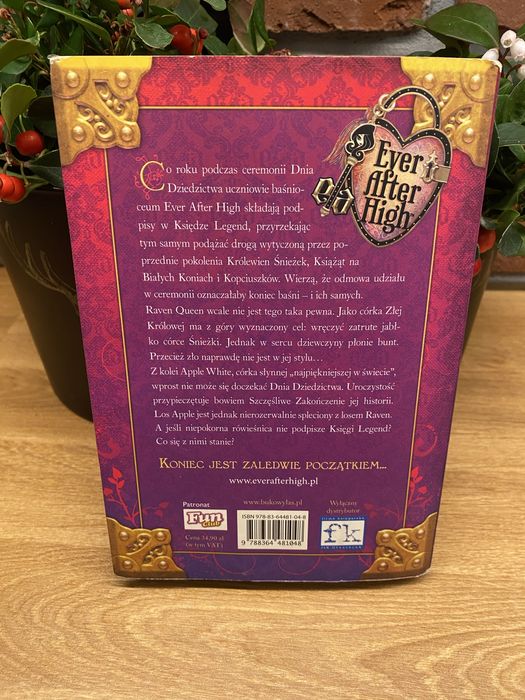 Ever
After
High
Co roku podczas ceremonii Dnia
Dziedzictwa uczniowie baśnio-
ceum Ever After High składają pod-
pisy w Księdze Legend, przyrzekając
tym samym podążać drogą wytyczoną przez po-
przednie pokolenia Królewien Śnieżek, Książąt na
Białych Koniach i Kopciuszków. Wierzą, że odmowa udziału
w ceremonii oznaczałaby koniec baśni – i ich samych.
Raven Queen wcale nie jest tego taka pewna. Jako córka Złej
Królowej ma z góry wyznaczony cel: wręczyć zatrute jabł-
ko córce Śnieżki. Jednak w sercu dziewczyny płonie bunt.
Przecież zło naprawdę nie jest w jej stylu…
Z kolei Apple White, córka słynnej „najpiękniejszej w świecie”,
wprost nie może się doczekać Dnia Dziedzictwa. Uroczystość
przypieczętuje bowiem Szczęśliwe Zakończenie jej historii.
Los Apple jest jednak nierozerwalnie spleciony z losem Raven.
A jeśli niepokorna rówieśnica nie podpisze Księgi Legend?
Co się z nimi stanie?
Koniec jest zaledwie początkiem...
www.everafterhigh.pl
Patronat
Fun
Club
Cena 34,90 zł
(w tym VAT)
www.bukowylas.pl
ISBN 978-83-64481-04-8
9 788364 481048
Wyłączny
dystrybutor
fk